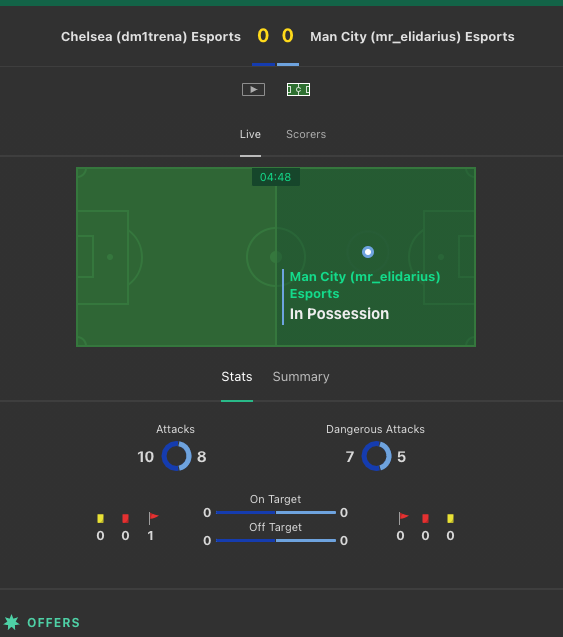 Chelsea (dm1trena) Esports 0 0 Man City (mr_elidarius) Esports
Live Scorers
04:48
Man City (mr_elidarius)
Esports
In Possession
Stats Summary
Attacks Dangerous Attacks
10 8 7 5
On Target
0 0
Off Target
0 0 1 0 0 0 0 0
OFFERS